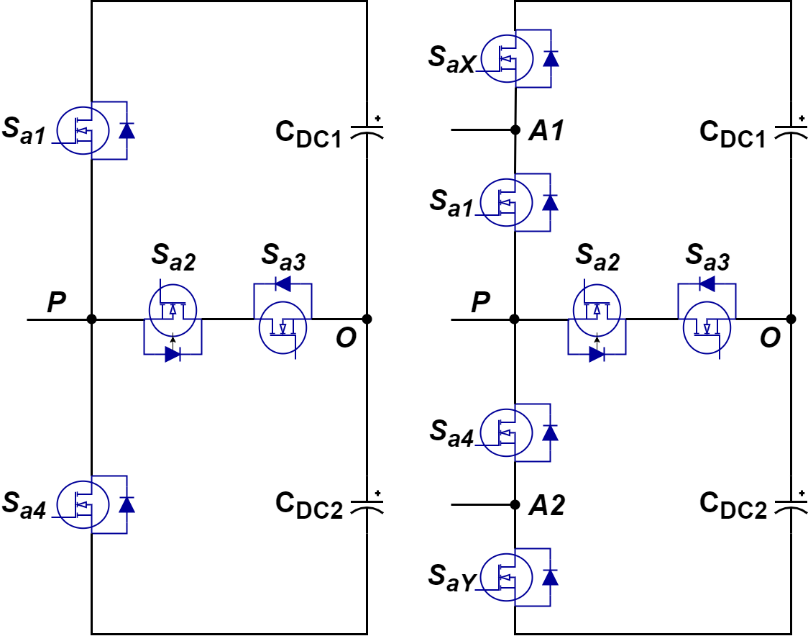 SaX
Sa1
CDC1
+
A1
CDC1
+
Sa1
Sa2
Sa3
Sa2
Sa3
P
O
P
O
Sa4
Sa4
CDC2
+
A2
CDC2
+
SaY